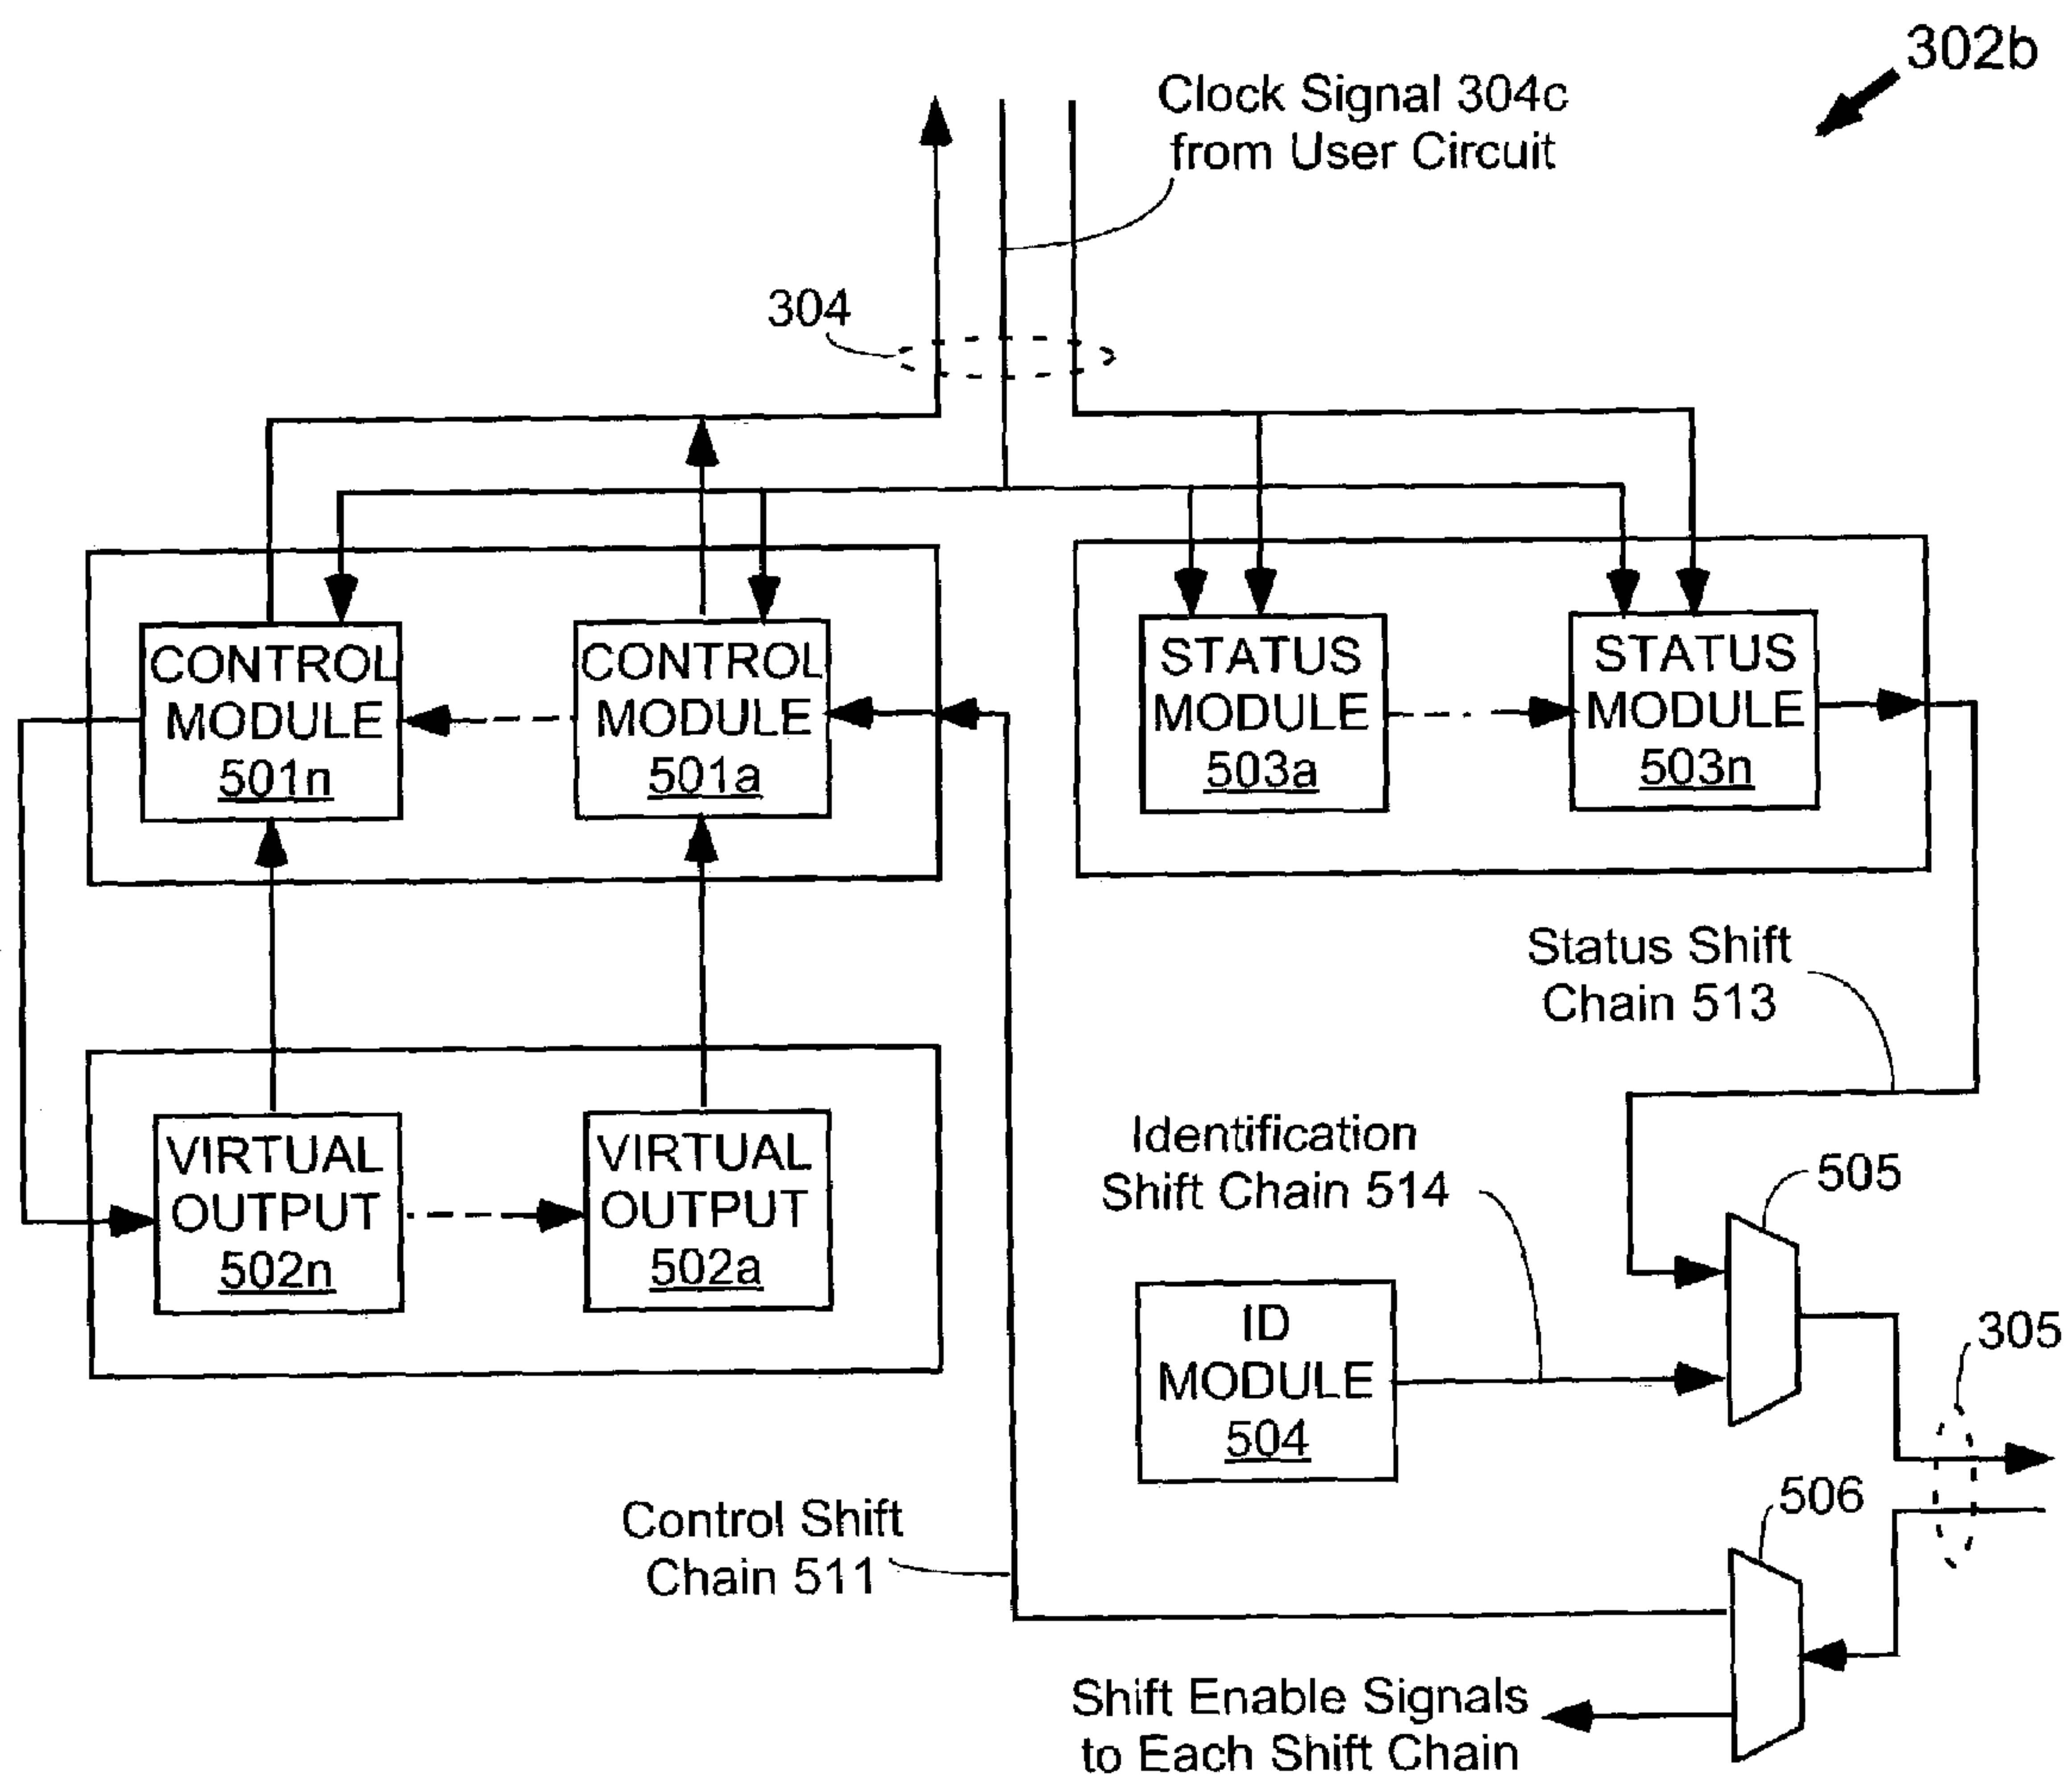 302b
Clock Signal 304c
from User Circuit
304
CONTROL
MODULE
501n
CONTROL
MODULE
501a
STATUS
MODULE
503a
STATUS
MODULE
503n
Status Shift
Chain 513
VIRTUAL
OUTPUT
502n
VIRTUAL
OUTPUT
502a
Identification
Shift Chain 514
505
ID
MODULE
504
305
506
Control Shift
Chain 511
Shift Enable Signals
to Each Shift Chain